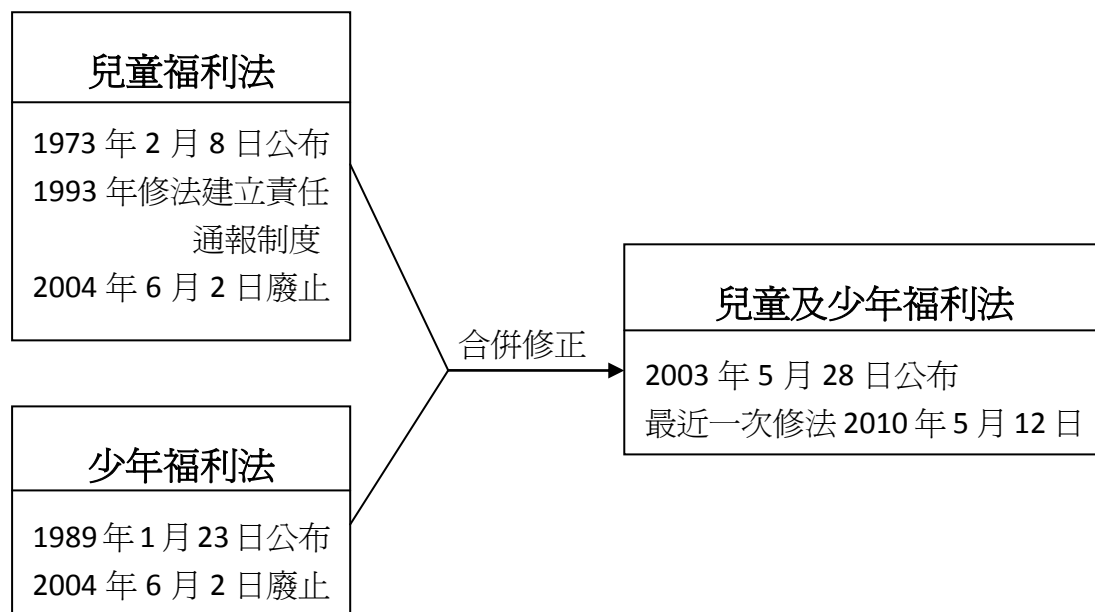 兒童福利法
1973 年 2 月 8 日公布
1993 年修法建立責任
通報制度
2004 年 6 月 2 日廢止
少年福利法
1989 年 1 月 23 日公布
2004 年 6 月 2 日廢止
合併修正
兒童及少年福利法
2003 年 5 月 28 日公布
最近一次修法 2010 年 5 月 12 日